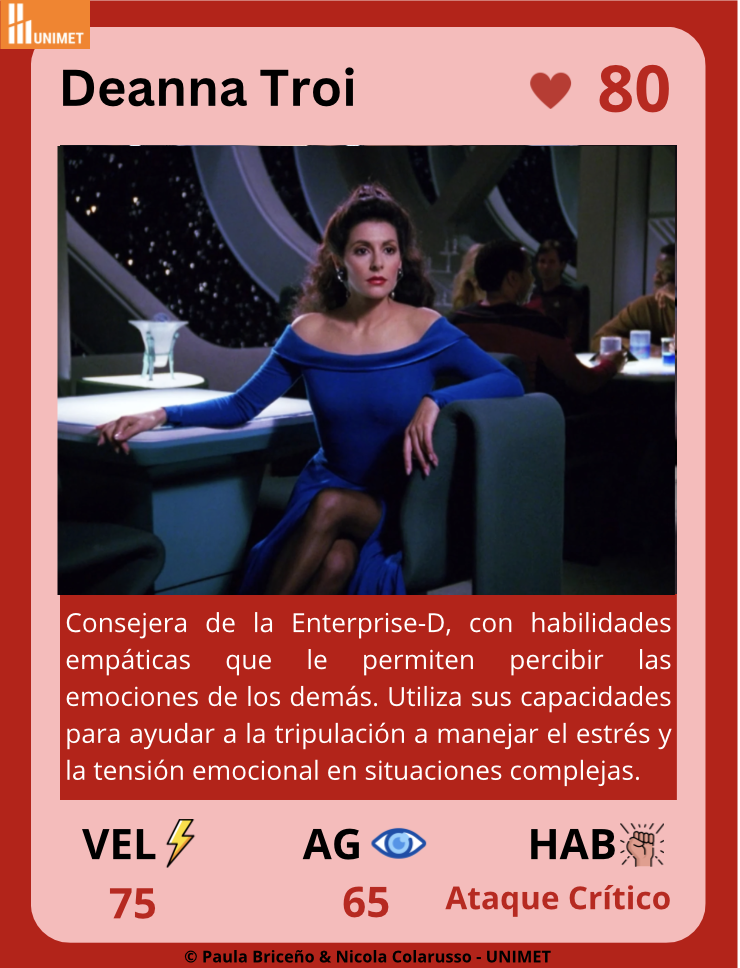 UNIMET
Deanna Troi
80
Consejera de la Enterprise-D, con habilidades
empáticas que le permiten percibir las
emociones de los demás. Utiliza sus capacidades
para ayudar a la tripulación a manejar el estrés y
la tensión emocional en situaciones complejas.
VEL AG HAB
75 65 Ataque Crítico
© Paula Briceño & Nicola Colarusso - UNIMET